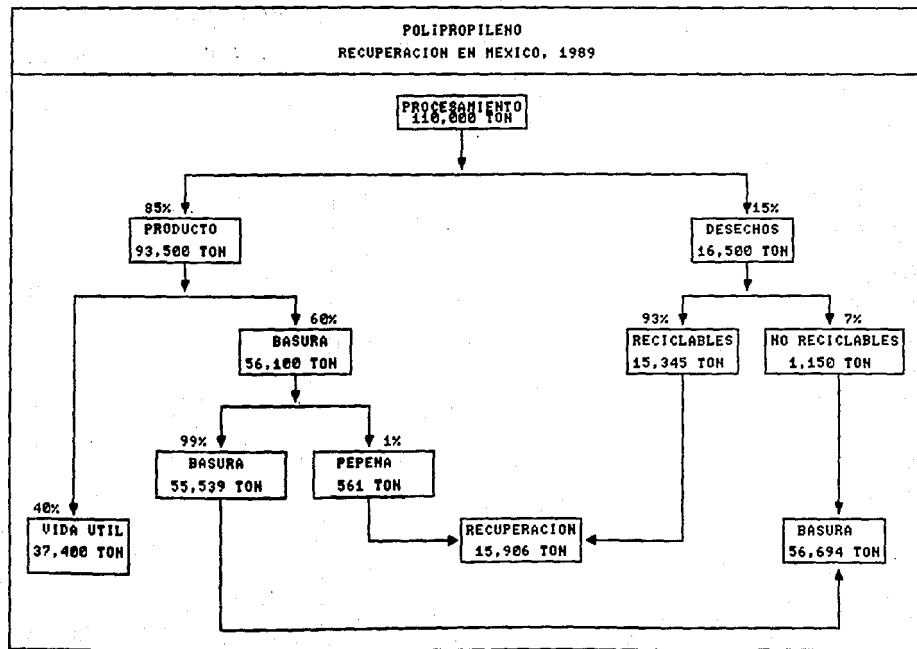 POLIPROPILENO
RECUPERACION EN MEXICO, 1989
PROCESAMIENTO
110,000 TON
85%
PRODUCTO
93,500 TON
15%
DESECHOS
16,500 TON
60%
BASURA
56,100 TON
93%
RECICLABLES
15,345 TON
7%
NO RECICLABLES
1,150 TON
99%
BASURA
55,539 TON
1%
PEPENA
561 TON
40%
VIDA UTIL
37,400 TON
RECUPERACION
15,906 TON
BASURA
56,694 TON